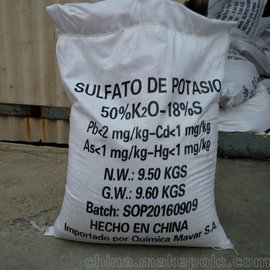 SULFATO DE POTASIO
50%K2O-18%S
Pb<2 mg/kg-Cd<1 mg/kg
As<1 mg/kg-Hg<1 mg/kg
N.W.: 9.50 KGS
G.W.: 9.60 KGS
Batch: SOP20160909
HECHO EN CHINA
Importado por Química Mavar S.A.
china.makepolo.com